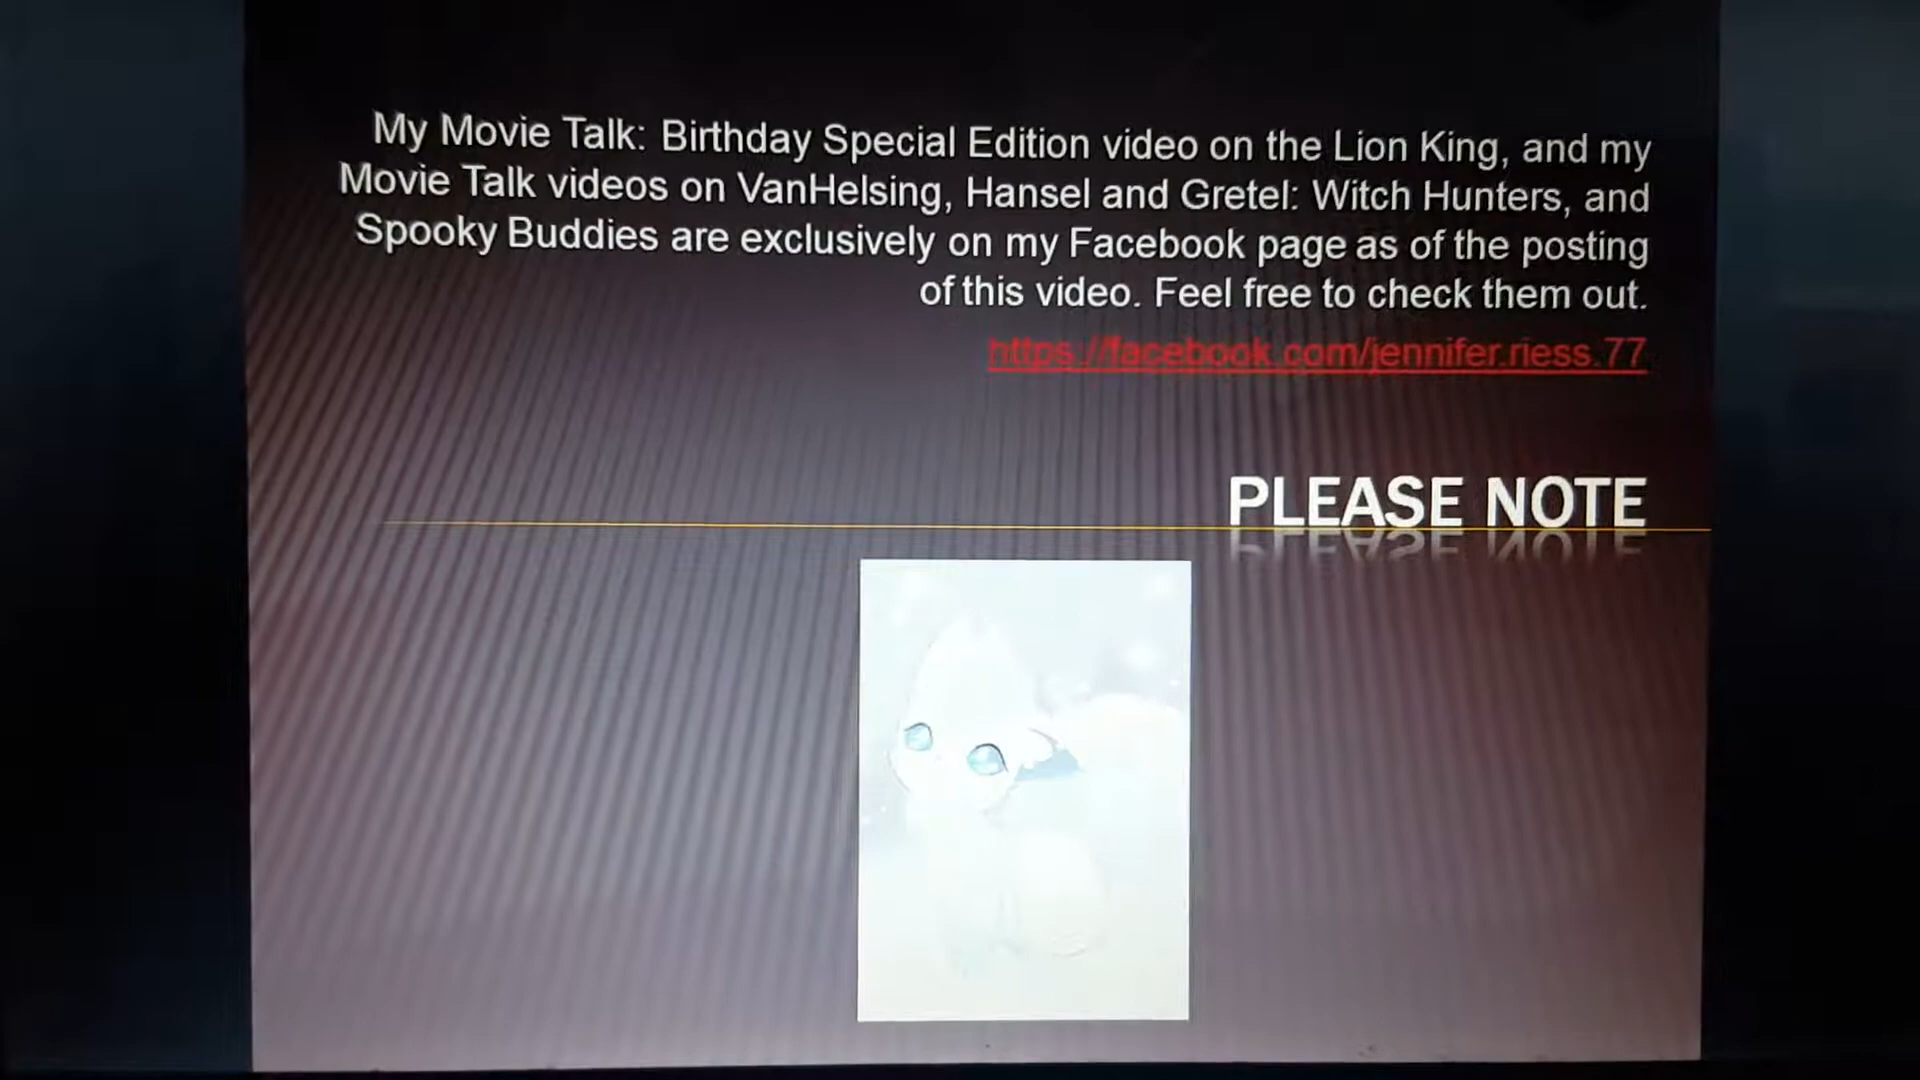 My Movie Talk: Birthday Special Edition video on the Lion King, and my
Movie Talk videos on VanHelsing, Hansel and Gretel: Witch Hunters, and
Spooky Buddies are exclusively on my Facebook page as of the posting
of this video. Feel free to check them out.
https://facebook.com/jennifer.riess.77
PLEASE NOTE